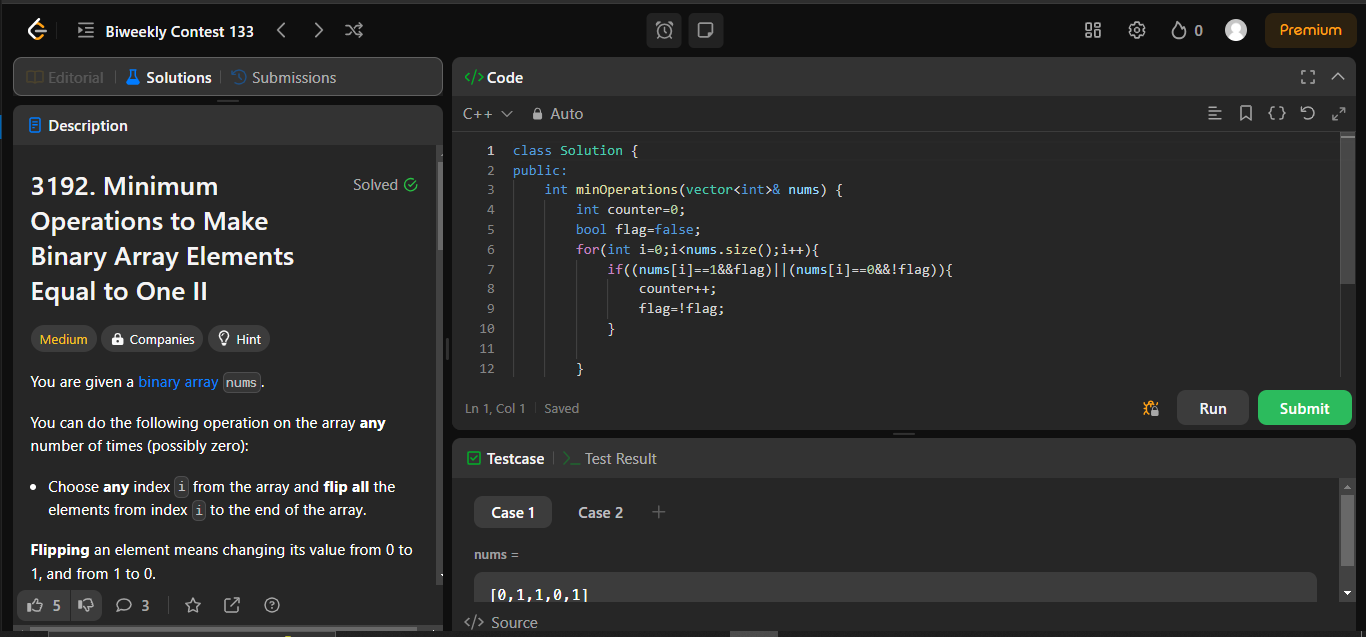 Biweekly Contest 133
0
Premium
Editorial
Solutions
Submissions
Description
3192. Minimum
Operations to Make
Binary Array Elements
Equal to One II
Solved
Medium
Companies
Hint
You are given a binary array nums.
You can do the following operation on the array any
number of times (possibly zero):
• Choose any index i from the array and flip all the
elements from index i to the end of the array.
Flipping an element means changing its value from 0 to
1, and from 1 to 0.
5
3
</> Code
C++
Auto
1 class Solution {
2 public:
3 int minOperations(vector<int>& nums) {
4 int counter=0;
5 bool flag=false;
6 for(int i=0;i<nums.size();i++){
7 if((nums[i]==1&&flag)||(nums[i]==0&&!flag)){
8 counter++;
9 flag=!flag;
10 }
11
12 }
Ln 1, Col 1
Saved
Run
Submit
Testcase
Test Result
Case 1
Case 2
+
nums =
[0,1,1,0,1]
</> Source